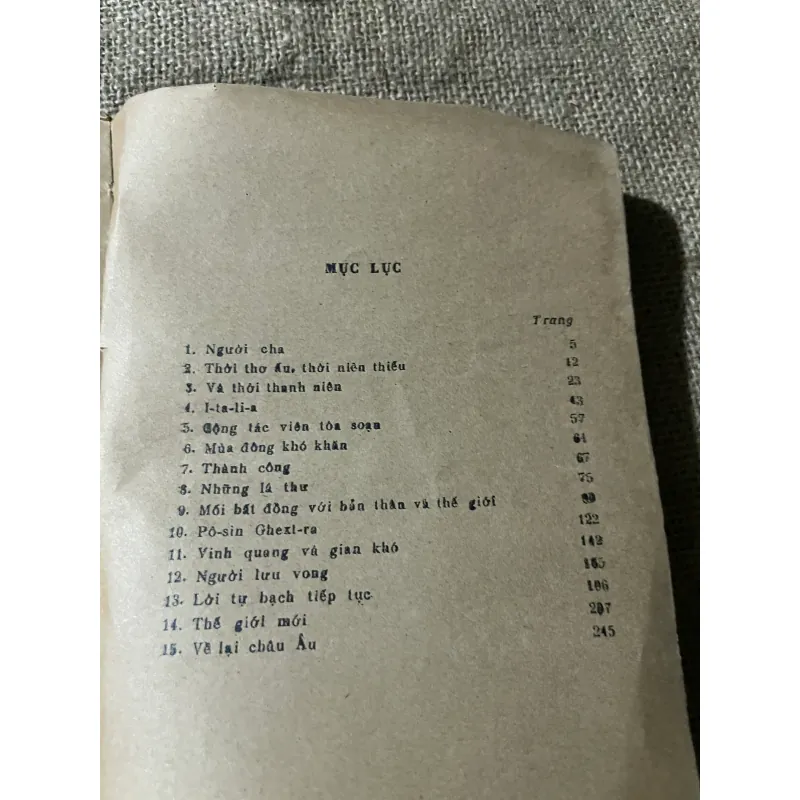 MỤC LỤC
Trang
1. Người cha 5
2. Thời thơ ấu, thời niên thiếu 12
3. Và thời thanh niên 23
4. I-ta-li-a 43
5. Cộng tác viên tòa soạn 57
6. Mùa đông khó khăn 61
7. Thành công 67
8. Những lá thư 75
9. Mối bất đồng với bản thân và thế giới
10. Pô-sin Ghext-ra 122
11. Vinh quang và gian khó 142
12. Người lưu vong
13. Lời tự bạch tiếp tục
14. Thế giới mới 207
15. Về lại châu Âu 245